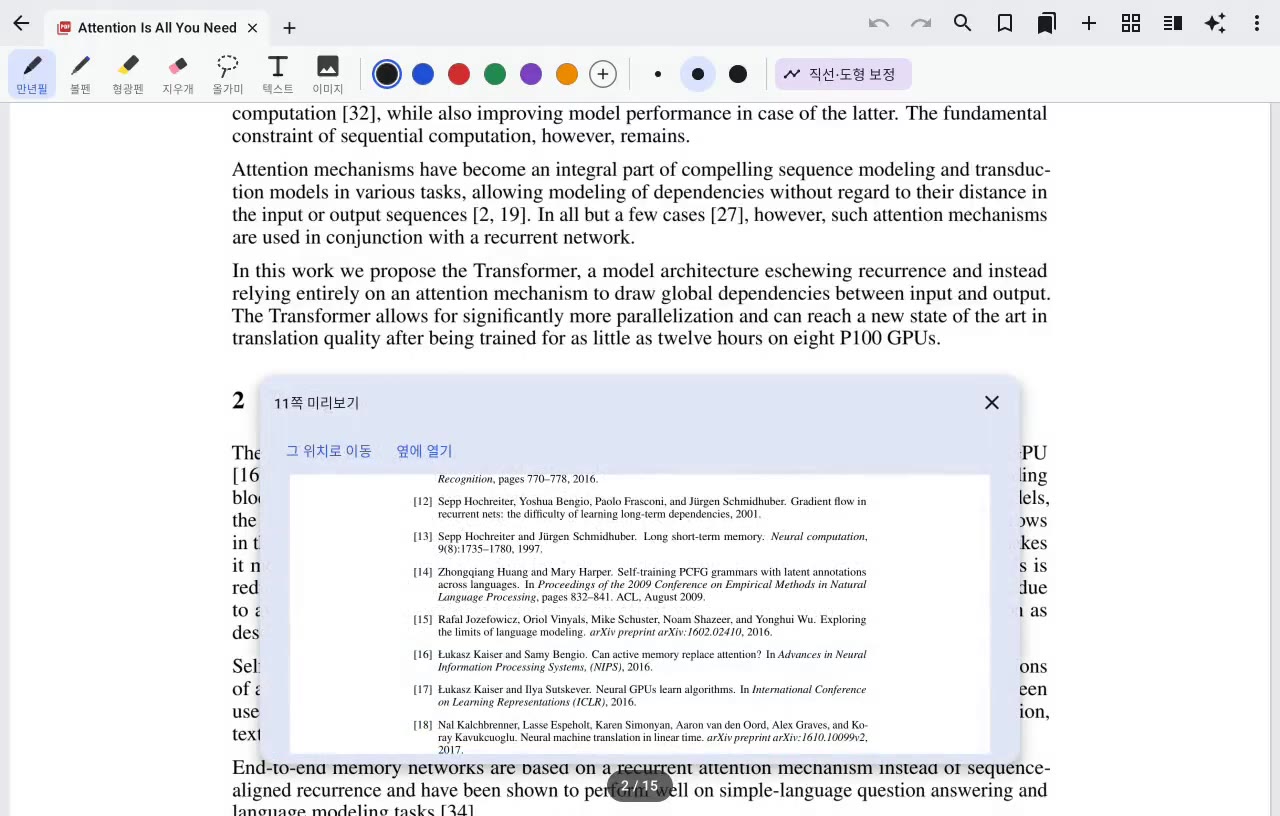 Attention Is All You Need
만년필
볼펜
형광펜
지우개
올가미
텍스트
이미지
직선·도형 보정
computation [32], while also improving model performance in case of the latter. The fundamental
constraint of sequential computation, however, remains.
Attention mechanisms have become an integral part of compelling sequence modeling and transduc-
tion models in various tasks, allowing modeling of dependencies without regard to their distance in
the input or output sequences [2, 19]. In all but a few cases [27], however, such attention mechanisms
are used in conjunction with a recurrent network.
In this work we propose the Transformer, a model architecture eschewing recurrence and instead
relying entirely on an attention mechanism to draw global dependencies between input and output.
The Transformer allows for significantly more parallelization and can reach a new state of the art in
translation quality after being trained for as little as twelve hours on eight P100 GPUs.
2
11쪽 미리보기
그 위치로 이동 옆에 열기
Recognition, pages 770–778, 2016.
[12] Sepp Hochreiter, Yoshua Bengio, Paolo Frasconi, and Jürgen Schmidhuber. Gradient flow in
recurrent nets: the difficulty of learning long-term dependencies, 2001.
[13] Sepp Hochreiter and Jürgen Schmidhuber. Long short-term memory. Neural computation,
9(8):1735–1780, 1997.
[14] Zhongqiang Huang and Mary Harper. Self-training PCFG grammars with latent annotations
across languages. In Proceedings of the 2009 Conference on Empirical Methods in Natural
Language Processing, pages 832–841. ACL, August 2009.
[15] Rafal Jozefowicz, Oriol Vinyals, Mike Schuster, Noam Shazeer, and Yonghui Wu. Exploring
the limits of language modeling. arXiv preprint arXiv:1602.02410, 2016.
[16] Łukasz Kaiser and Samy Bengio. Can active memory replace attention? In Advances in Neural
Information Processing Systems, (NIPS), 2016.
[17] Łukasz Kaiser and Ilya Sutskever. Neural GPUs learn algorithms. In International Conference
on Learning Representations (ICLR), 2016.
[18] Nal Kalchbrenner, Lasse Espeholt, Karen Simonyan, Aaron van den Oord, Alex Graves, and Ko-
ray Kavukcuoglu. Neural machine translation in linear time. arXiv preprint arXiv:1610.10099v2,
2017.
End-to-end memory networks are based on a recurrent attention mechanism instead of sequence-
aligned recurrence and have been shown to perform well on simple-language question answering and
language modeling tasks [34]
2 / 15